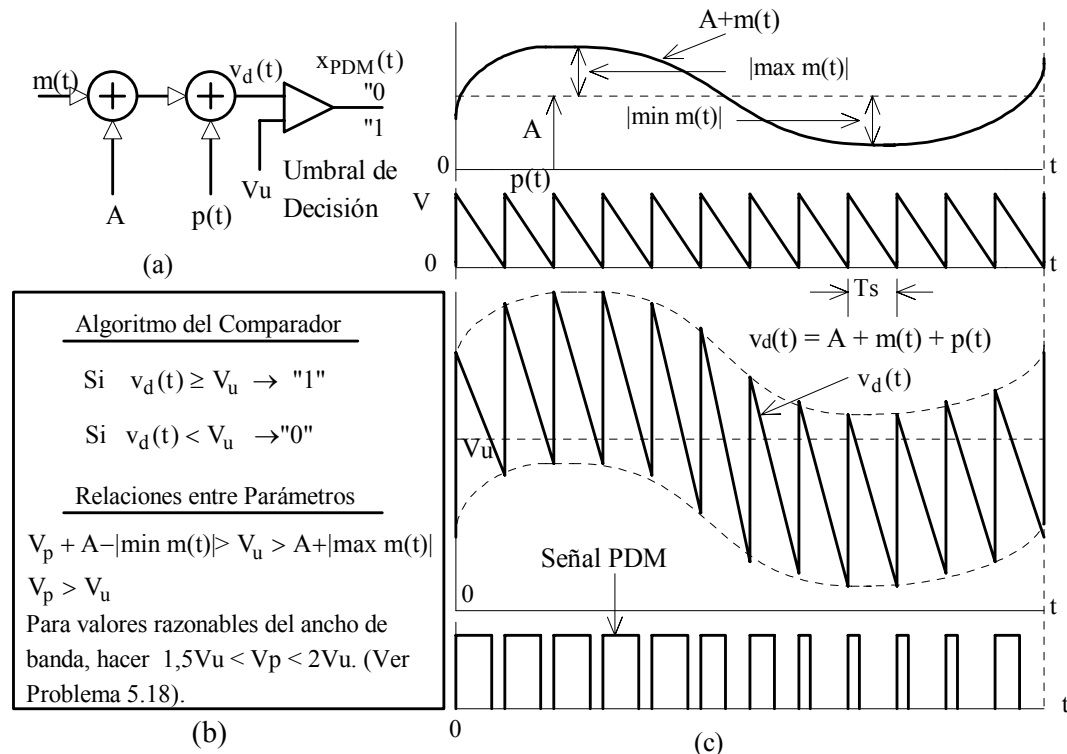 m(t)
v_d(t)
x_PDM(t)
"0
"1
A
p(t)
Vu
Umbral de
Decisión
(a)
Algoritmo del Comparador
Si v_d(t) ≥ V_u → "1"
Si v_d(t) < V_u →"0"
Relaciones entre Parámetros
V_p + A−|min m(t)|> V_u > A+|max m(t)|
V_p > V_u
Para valores razonables del ancho de
banda, hacer 1,5Vu < Vp < 2Vu. (Ver
Problema 5.18).
(b)
A+m(t)
|max m(t)|
|min m(t)|
A
0
t
p(t)
V
0
t
Ts
vd(t) = A + m(t) + p(t)
v_d(t)
Vu
Señal PDM
0
t
t
0
(c)